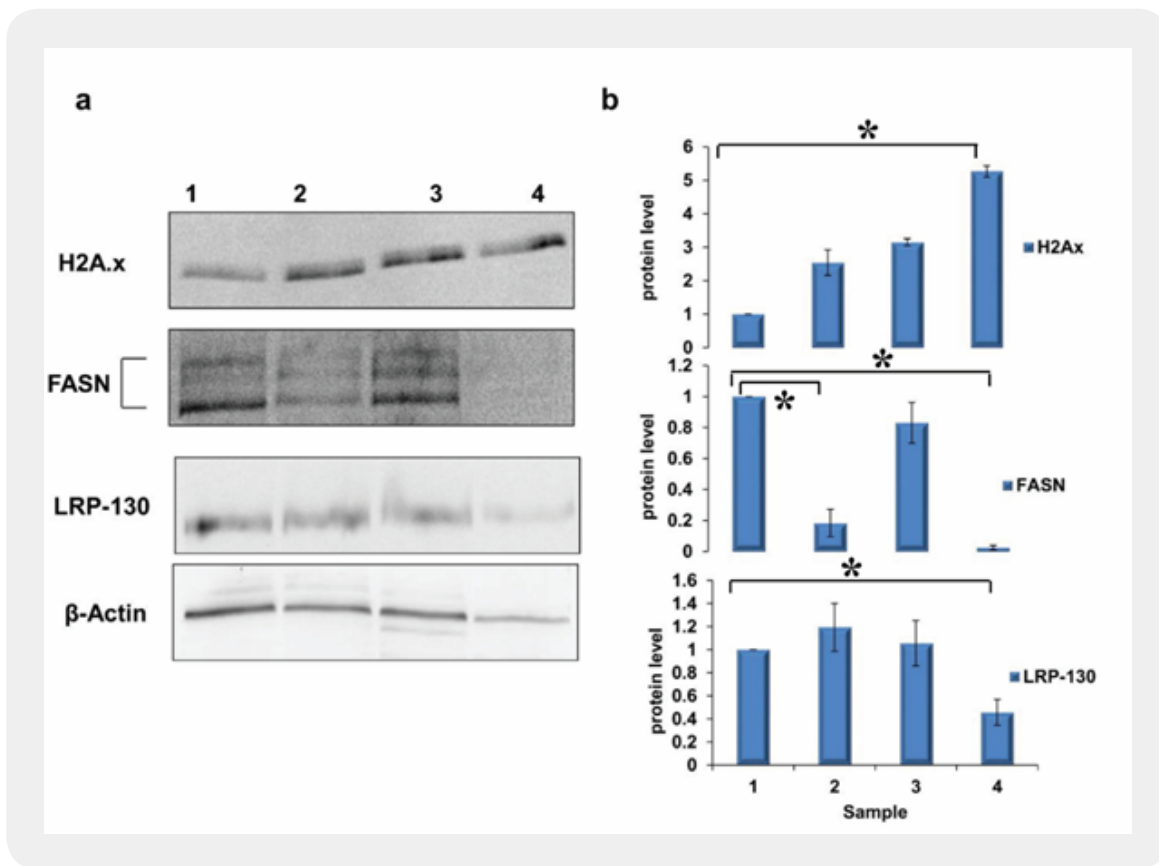 a
1 2 3 4
H2A.x
FASN
LRP-130
β-Actin
b
*
6
5
4
3
2
1
0
protein level
H2Ax
*
*
1.2
1
0.8
0.6
0.4
0.2
0
protein level
FASN
*
1.6
1.4
1.2
1
0.8
0.6
0.4
0.2
0
protein level
LRP-130
1 2 3 4
Sample